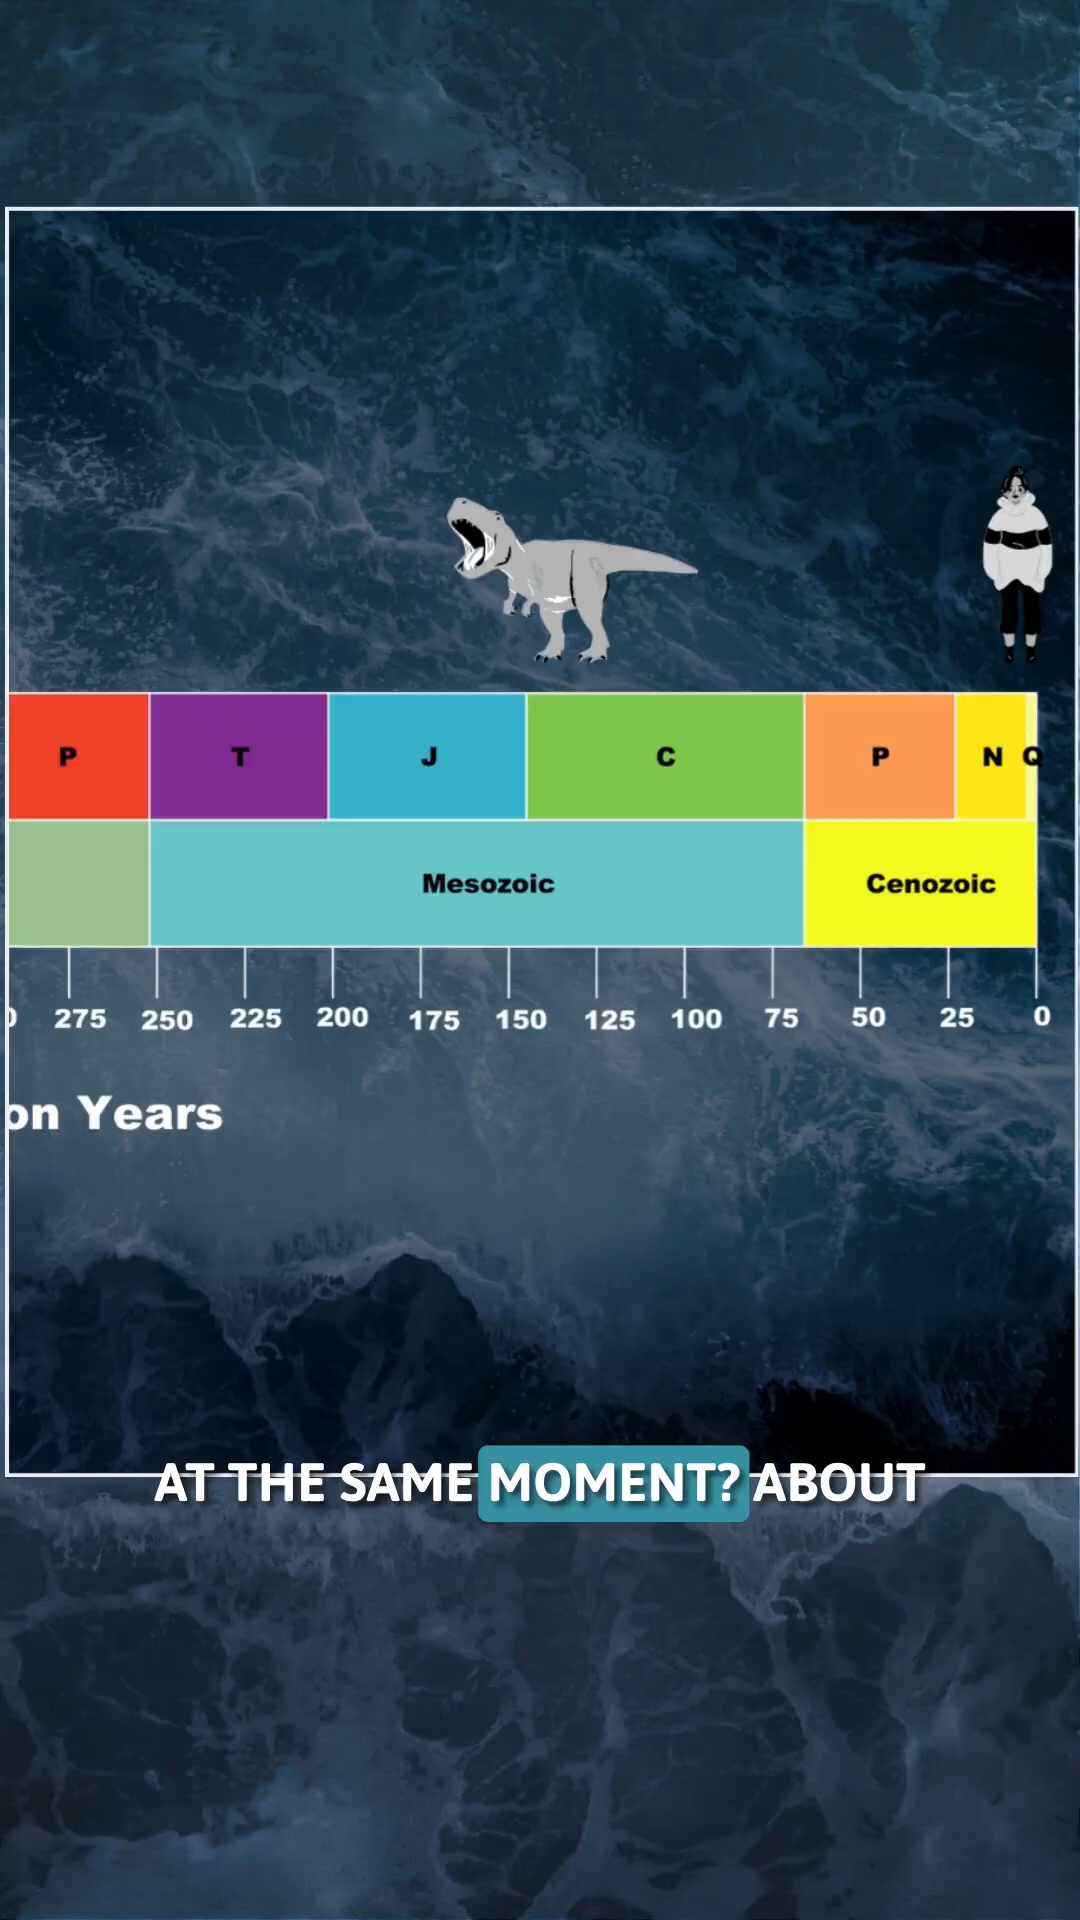 P T J C P N Q
Mesozoic Cenozoic
275 250 225 200 175 150 125 100 75 50 25 0
on Years
AT THE SAME MOMENT? ABOUT